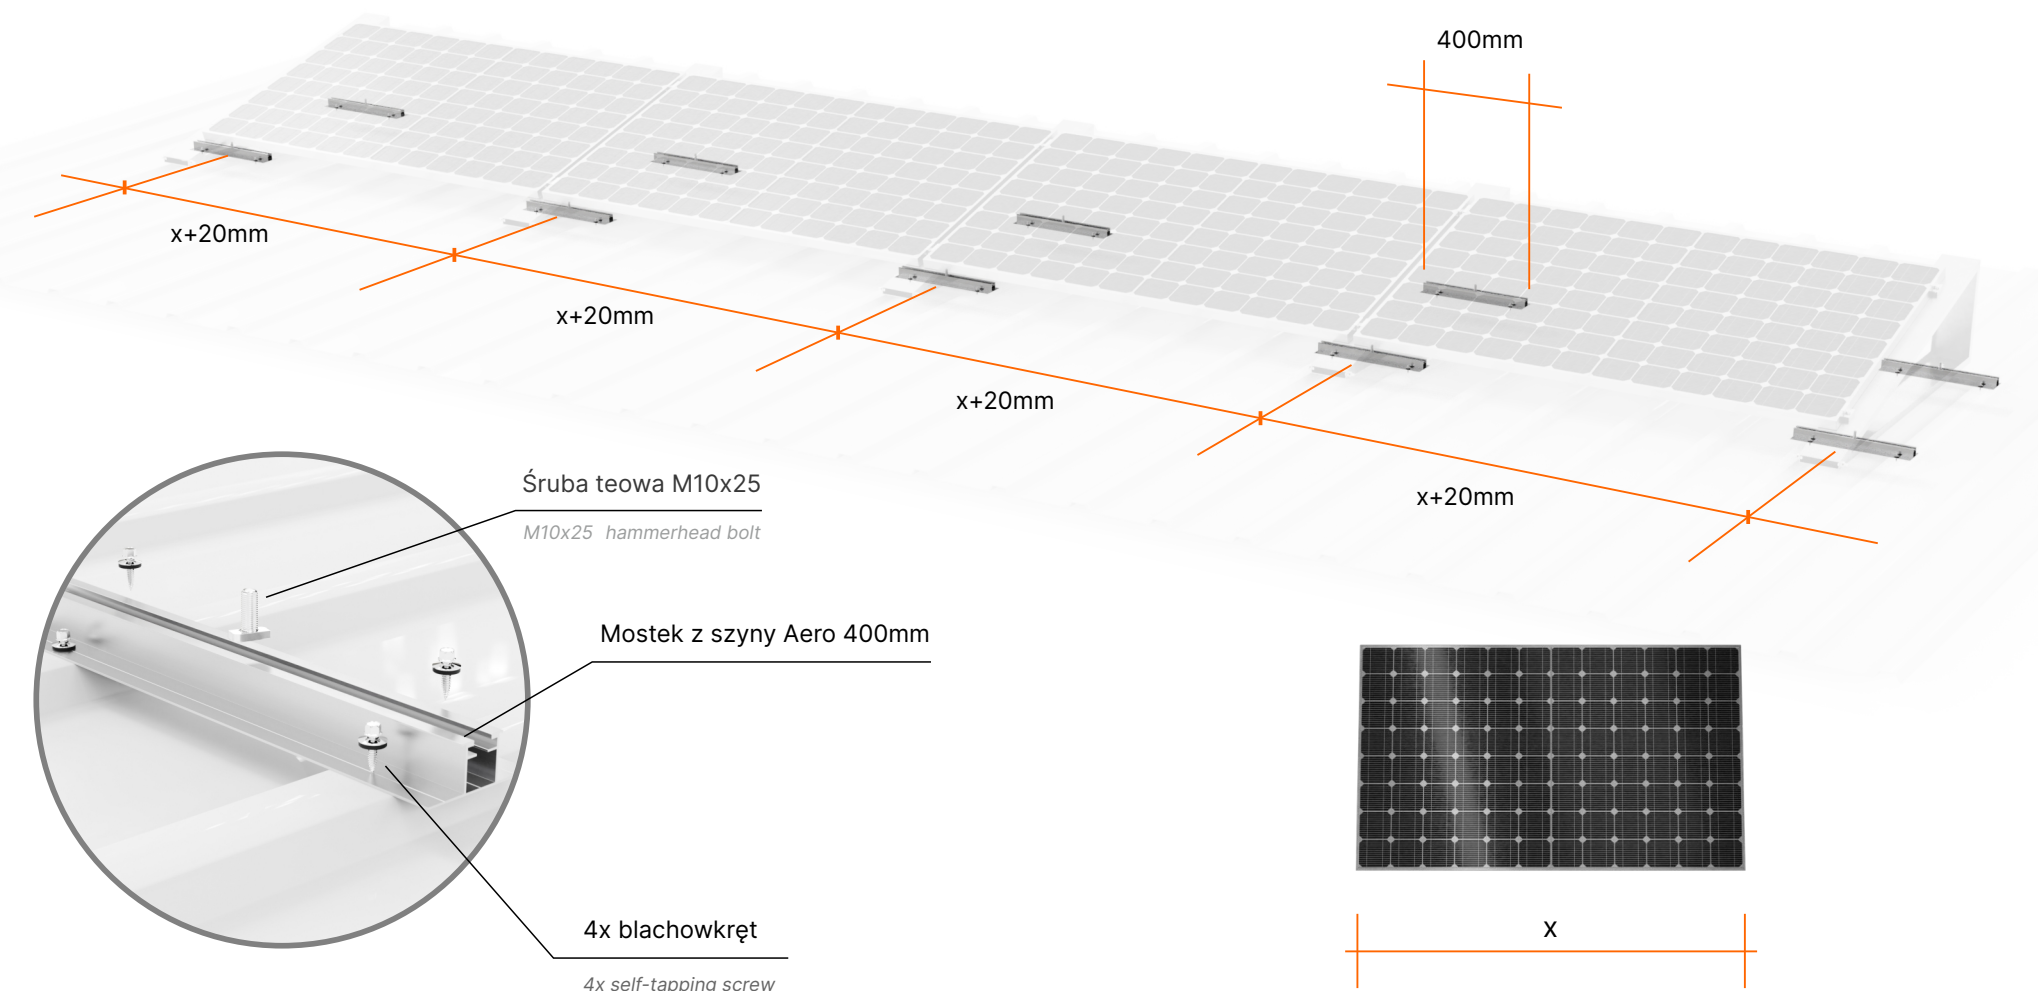 400mm
x+20mm
x+20mm
x+20mm
x+20mm
Śruba teowa M10x25
M10x25 hammerhead bolt
Mostek z szyny Aero 400mm
4x blachowkręt
4x self-tapping screw
x